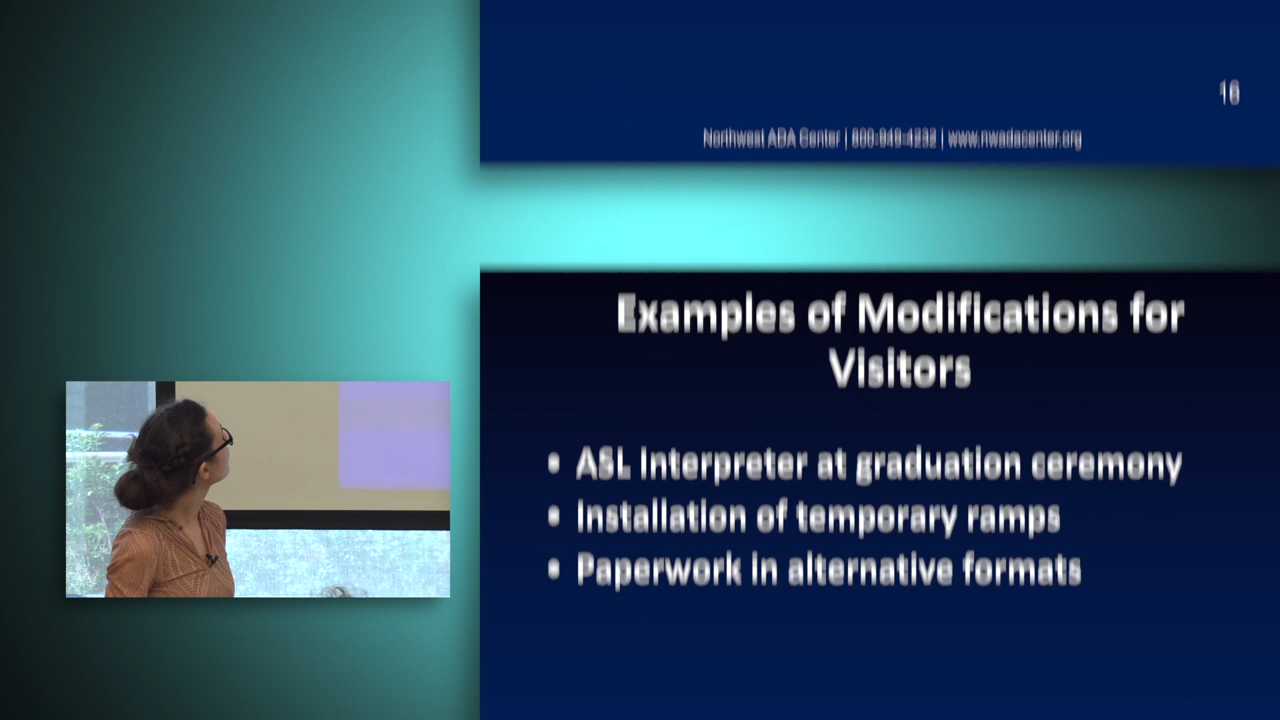 16
Northwest ADA Center | 800-949-4232 | www.nwadacenter.org
Examples of Modifications for
Visitors
• ASL Interpreter at graduation ceremony
• Installation of temporary ramps
• Paperwork in alternative formats